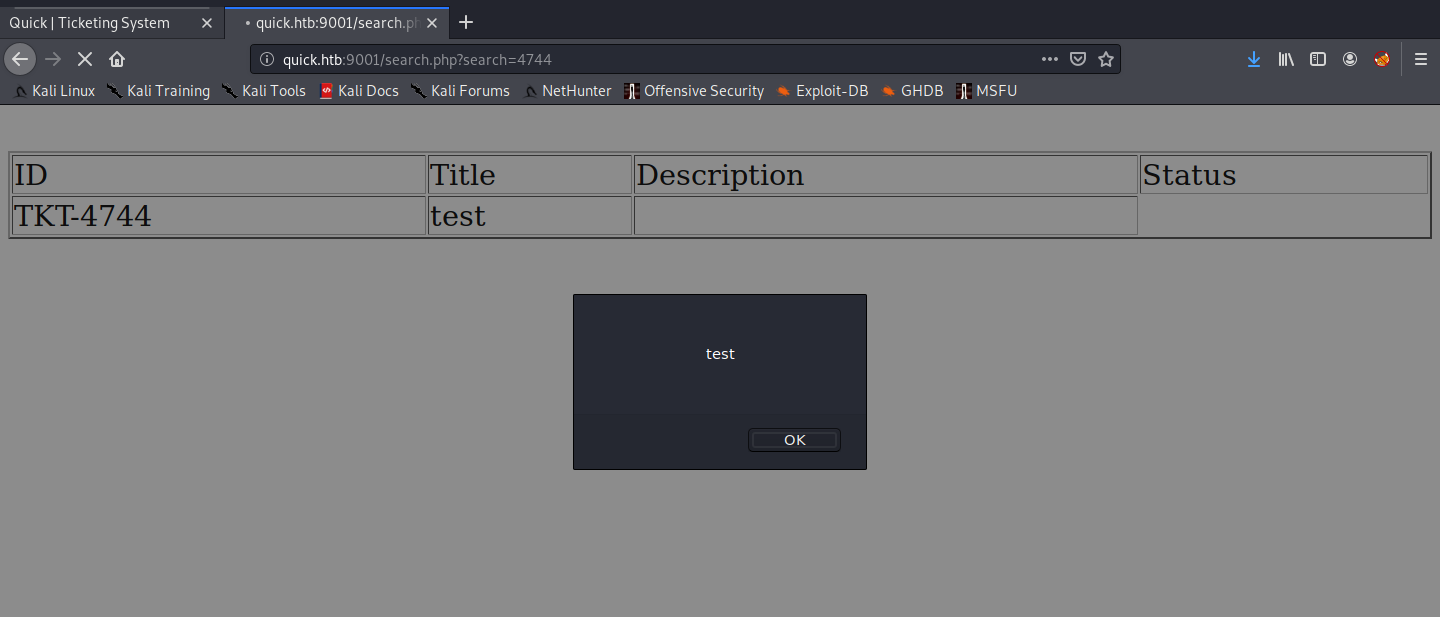 Quick | Ticketing System
quick.htb:9001/search.ph
quick.htb:9001/search.php?search=4744
Kali Linux Kali Training Kali Tools Kali Docs Kali Forums NetHunter Offensive Security Exploit-DB GHDB MSFU
ID Title Description Status
TKT-4744 test
test
OK